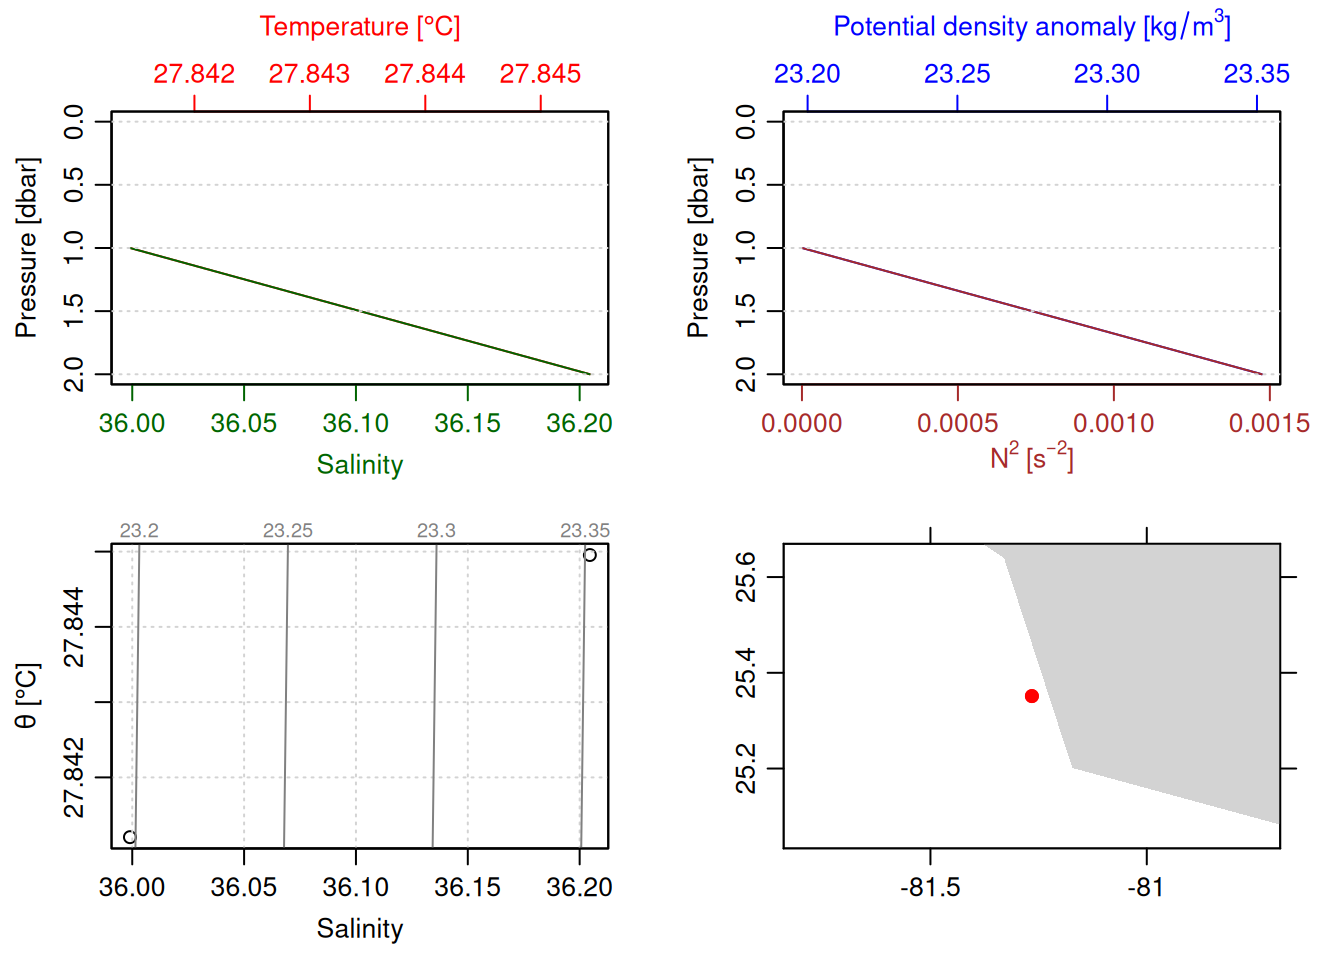 Temperature [°C]
27.842 27.843 27.844 27.845
0.0
0.5
1.0
1.5
2.0
Pressure [dbar]
36.00 36.05 36.10 36.15 36.20
Salinity
Potential density anomaly [kg/m³]
23.20 23.25 23.30 23.35
0.0
0.5
1.0
1.5
2.0
Pressure [dbar]
0.0000 0.0005 0.0010 0.0015
N² [s⁻²]
23.2 23.25 23.3 23.35
27.844
27.842
θ [°C]
36.00 36.05 36.10 36.15 36.20
Salinity
25.6
25.4
25.2
-81.5 -81